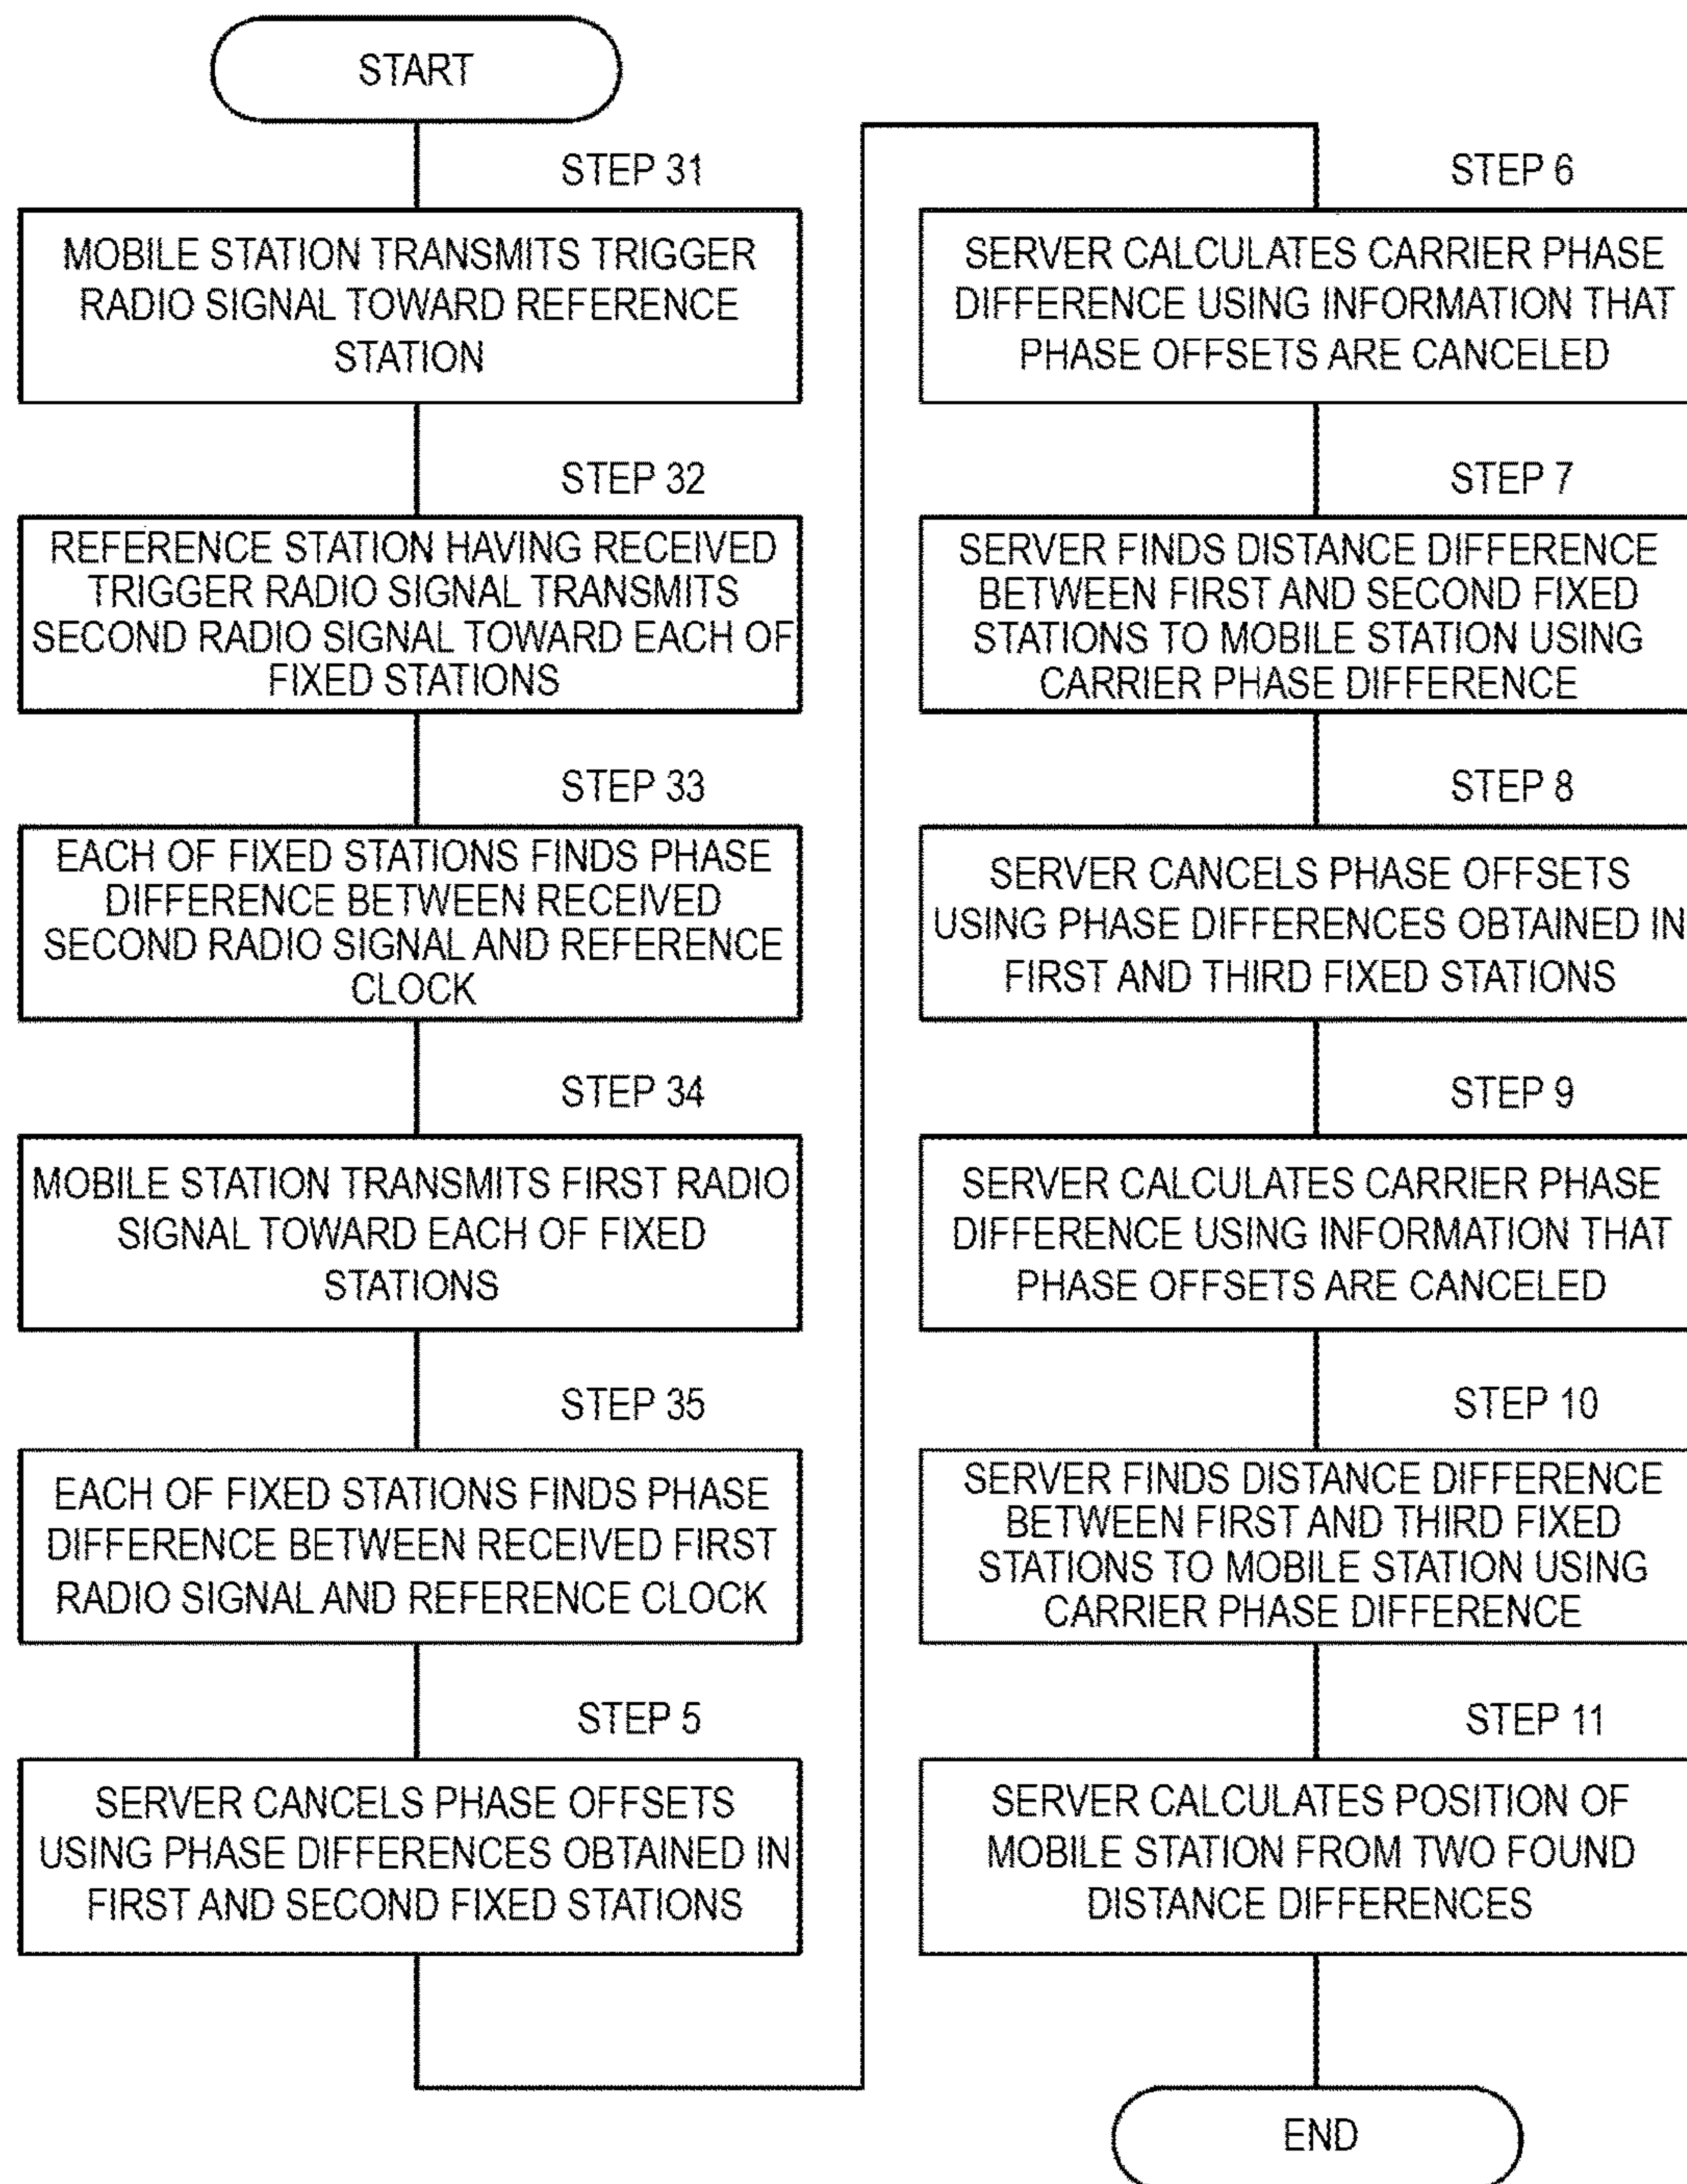 START
STEP 31
MOBILE STATION TRANSMITS TRIGGER
RADIO SIGNAL TOWARD REFERENCE
STATION
STEP 32
REFERENCE STATION HAVING RECEIVED
TRIGGER RADIO SIGNAL TRANSMITS
SECOND RADIO SIGNAL TOWARD EACH OF
FIXED STATIONS
STEP 33
EACH OF FIXED STATIONS FINDS PHASE
DIFFERENCE BETWEEN RECEIVED
SECOND RADIO SIGNAL AND REFERENCE
CLOCK
STEP 34
MOBILE STATION TRANSMITS FIRST RADIO
SIGNAL TOWARD EACH OF FIXED
STATIONS
STEP 35
EACH OF FIXED STATIONS FINDS PHASE
DIFFERENCE BETWEEN RECEIVED FIRST
RADIO SIGNAL AND REFERENCE CLOCK
STEP 5
SERVER CANCELS PHASE OFFSETS
USING PHASE DIFFERENCES OBTAINED IN
FIRST AND SECOND FIXED STATIONS
STEP 6
SERVER CALCULATES CARRIER PHASE
DIFFERENCE USING INFORMATION THAT
PHASE OFFSETS ARE CANCELED
STEP 7
SERVER FINDS DISTANCE DIFFERENCE
BETWEEN FIRST AND SECOND FIXED
STATIONS TO MOBILE STATION USING
CARRIER PHASE DIFFERENCE
STEP 8
SERVER CANCELS PHASE OFFSETS
USING PHASE DIFFERENCES OBTAINED IN
FIRST AND THIRD FIXED STATIONS
STEP 9
SERVER CALCULATES CARRIER PHASE
DIFFERENCE USING INFORMATION THAT
PHASE OFFSETS ARE CANCELED
STEP 10
SERVER FINDS DISTANCE DIFFERENCE
BETWEEN FIRST AND THIRD FIXED
STATIONS TO MOBILE STATION USING
CARRIER PHASE DIFFERENCE
STEP 11
SERVER CALCULATES POSITION OF
MOBILE STATION FROM TWO FOUND
DISTANCE DIFFERENCES
END